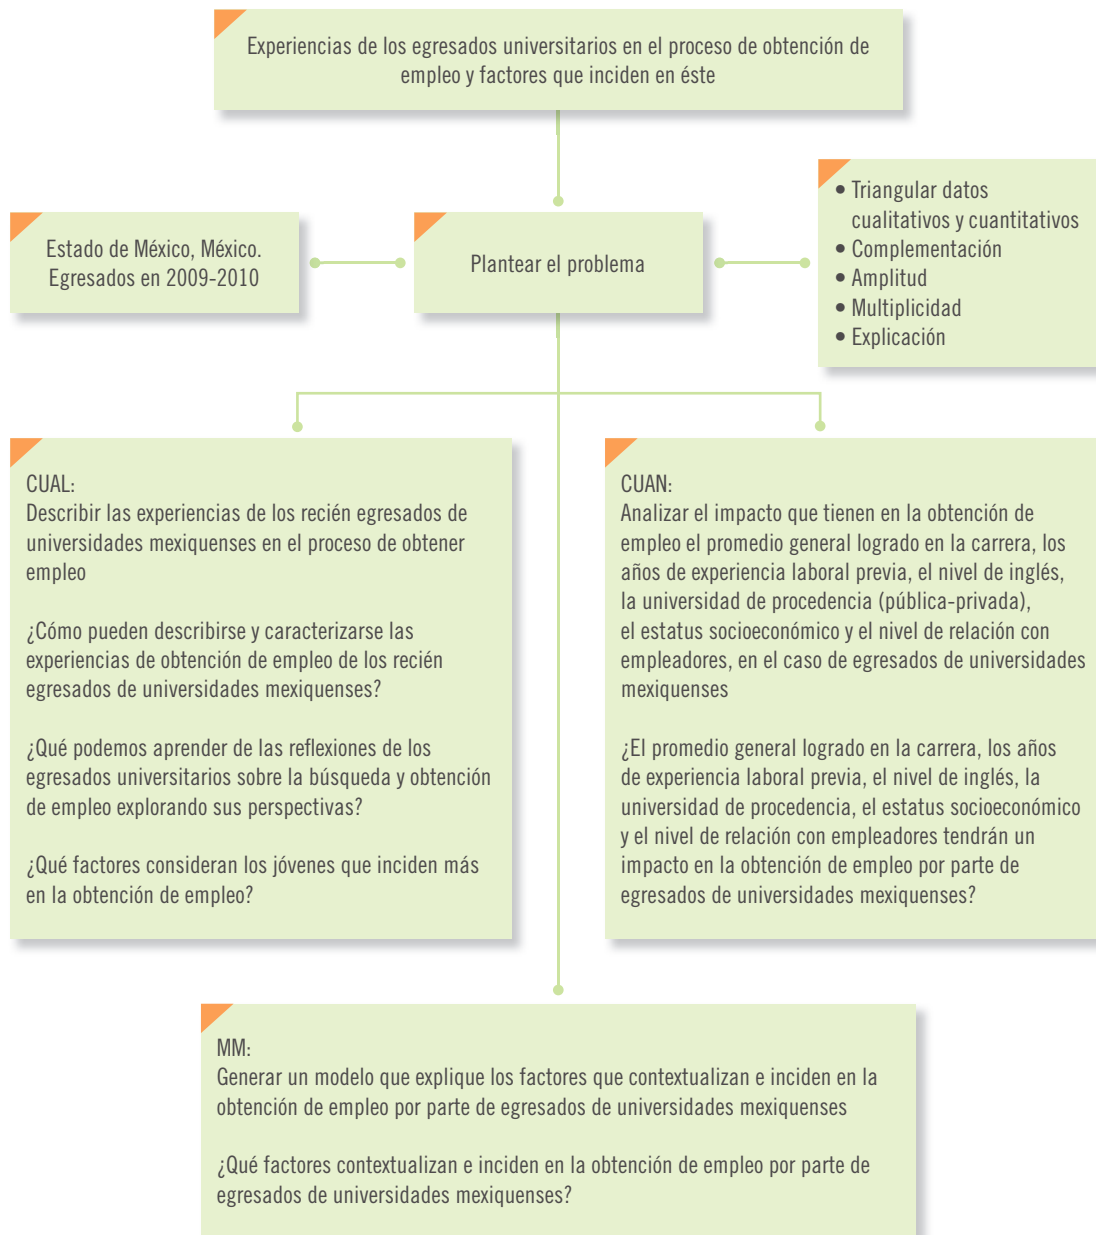 Experiencias de los egresados universitarios en el proceso de obtención de
empleo y factores que inciden en éste
Estado de México, México.
Egresados en 2009-2010
Plantear el problema
• Triangular datos
cualitativos y cuantitativos
• Complementación
• Amplitud
• Multiplicidad
• Explicación
CUAL:
Describir las experiencias de los recién egresados de
universidades mexiquenses en el proceso de obtener
empleo
¿Cómo pueden describirse y caracterizarse las
experiencias de obtención de empleo de los recién
egresados de universidades mexiquenses?
¿Qué podemos aprender de las reflexiones de los
egresados universitarios sobre la búsqueda y obtención
de empleo explorando sus perspectivas?
¿Qué factores consideran los jóvenes que inciden más
en la obtención de empleo?
CUAN:
Analizar el impacto que tienen en la obtención de
empleo el promedio general logrado en la carrera, los
años de experiencia laboral previa, el nivel de inglés,
la universidad de procedencia (pública-privada),
el estatus socioeconómico y el nivel de relación con
empleadores, en el caso de egresados de universidades
mexiquenses
¿El promedio general logrado en la carrera, los años
de experiencia laboral previa, el nivel de inglés, la
universidad de procedencia, el estatus socioeconómico
y el nivel de relación con empleadores tendrán un
impacto en la obtención de empleo por parte de
egresados de universidades mexiquenses?
MM:
Generar un modelo que explique los factores que contextualizan e inciden en la
obtención de empleo por parte de egresados de universidades mexiquenses
¿Qué factores contextualizan e inciden en la obtención de empleo por parte de
egresados de universidades mexiquenses?